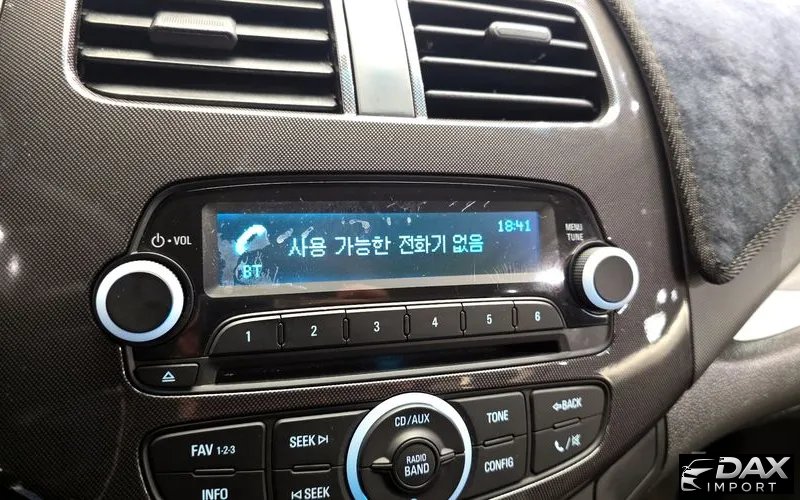 18:41
사용 가능한 전화기 없음
BT
VOL
MENU
TUNE
1 2 3 4 5 6
CD/AUX
FAV 1-2-3
SEEK
TONE
BACK
RADIO
BAND
INFO
SEEK
CONFIG
DAX
IMPORT